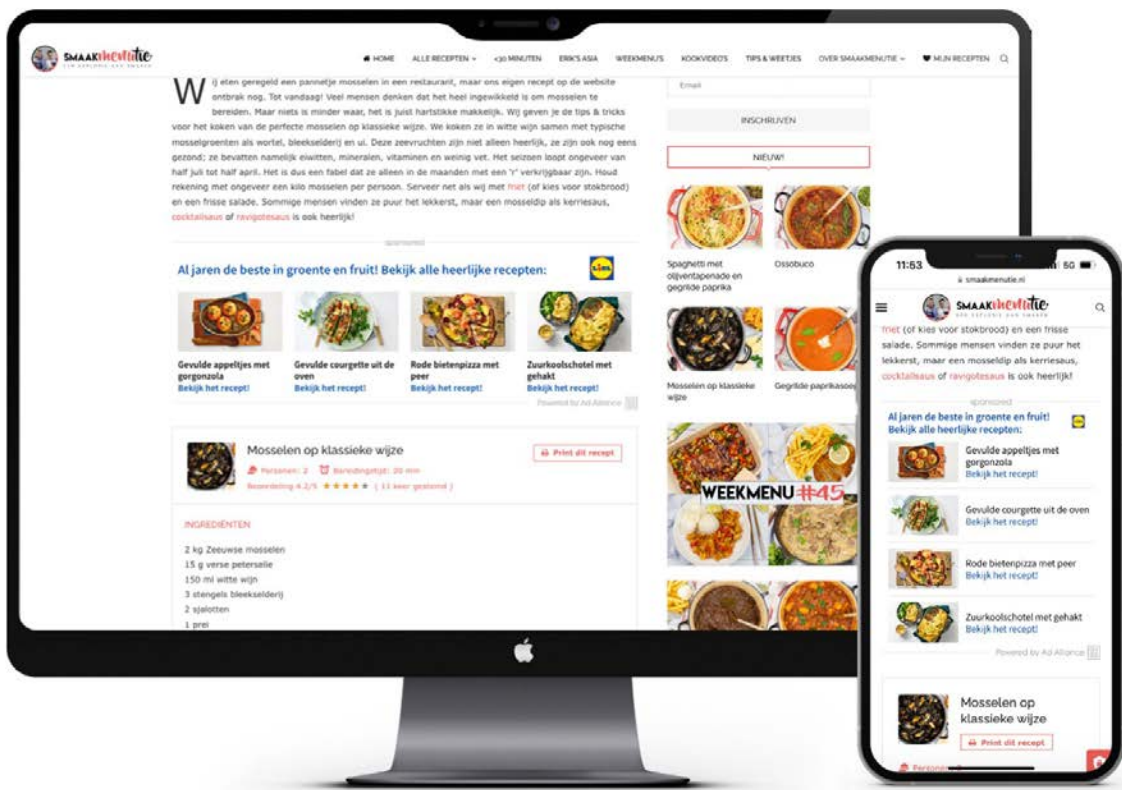 SMAAKmenutie
EEN EXPLOSIE AAN SMAKEN
HOME ALLE RECEPTEN <30 MINUTEN ERIK'S ASIA WEEKMENU'S KOOKVIDEO'S TIPS & WEETJES OVER SMAAKMENUTIE MIJN RECEPTEN
Wij eten geregeld een pannetje mosselen in een restaurant, maar ons eigen recept op de website
ontbrak nog. Tot vandaag! Veel mensen denken dat het heel ingewikkeld is om mosselen te
bereiden. Maar niets is minder waar, het is juist hartstikke makkelijk. Wij geven je de tips & tricks
voor het koken van de perfecte mosselen op klassieke wijze. We koken ze in witte wijn samen met typische
mosselgroenten als wortel, bleekselderij en ui. Deze zeevruchten zijn niet alleen heerlijk, ze zijn ook nog eens
gezond; ze bevatten namelijk eiwitten, mineralen, vitaminen en weinig vet. Het seizoen loopt ongeveer van
half juli tot half april. Het is dus een fabel dat ze alleen in de maanden met een 'r' verkrijgbaar zijn. Houd
rekening met ongeveer een kilo mosselen per persoon. Serveer net als wij met friet (of kies voor stokbrood)
en een frisse salade. Sommige mensen vinden ze puur het lekkerst, maar een mosseldip als kerriesaus,
cocktailsaus of ravigotesaus is ook heerlijk!
sponsored
Al jaren de beste in groente en fruit! Bekijk alle heerlijke recepten:
Gevulde appeltjes met
gorgonzola
Bekijk het recept!
Gevulde courgette uit de
oven
Bekijk het recept!
Rode bietenpizza met
peer
Bekijk het recept!
Zuurkoolschotel met
gehakt
Bekijk het recept!
Powered by Ad Alliance
Mosselen op klassieke wijze
Print dit recept
Personen: 2 Bereidingstijd: 20 min
Beoordeling 4.2/5 ( 11 keer gestemd )
INGREDIËNTEN
2 kg Zeeuwse mosselen
15 g verse peterselie
150 ml witte wijn
3 stengels bleekselderij
2 sjalotten
1 prei
Email
INSCHRIJVEN
NIEUW!
Spaghetti met
olijventapenade en
gegrilde paprika
Ossobuco
Mosselen op klassieke
wijze
Gegrilde paprikasoep
WEEKMENU #45
11:53 5G
smaakmenutie.nl
SMAAKmenutie
EEN EXPLOSIE AAN SMAKEN
friet (of kies voor stokbrood) en een frisse
salade. Sommige mensen vinden ze puur het
lekkerst, maar een mosseldip als kerriesaus,
cocktailsaus of ravigotesaus is ook heerlijk!
sponsored
Al jaren de beste in groente en fruit!
Bekijk alle heerlijke recepten:
Gevulde appeltjes met
gorgonzola
Bekijk het recept!
Gevulde courgette uit de oven
Bekijk het recept!
Rode bietenpizza met peer
Bekijk het recept!
Zuurkoolschotel met gehakt
Bekijk het recept!
Powered by Ad Alliance
Mosselen op
klassieke wijze
Print dit recept